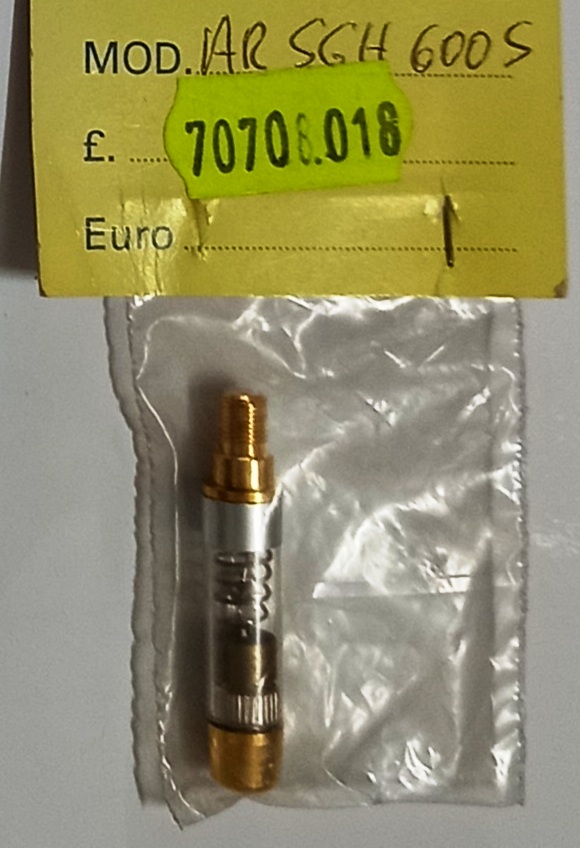 MOD. AR SGH 600S
£.
70708.018
Euro